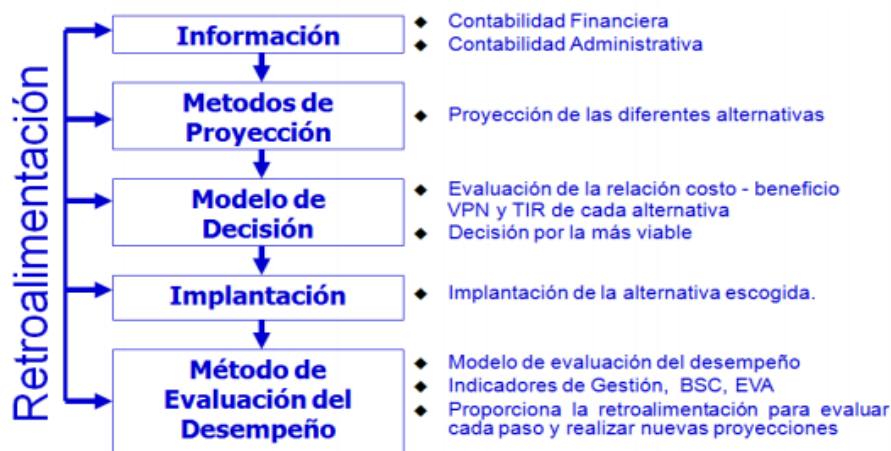 Retroalimentación
Información
◆ Contabilidad Financiera
◆ Contabilidad Administrativa
Metodos de
Proyección
◆ Proyección de las diferentes alternativas
Modelo de
Decisión
◆ Evaluación de la relación costo - beneficio
VPN y TIR de cada alternativa
◆ Decisión por la más viable
Implantación
◆ Implantación de la alternativa escogida.
Método de
Evaluación del
Desempeño
◆ Modelo de evaluación del desempeño
◆ Indicadores de Gestión, BSC, EVA
◆ Proporciona la retroalimentación para evaluar
cada paso y realizar nuevas proyecciones